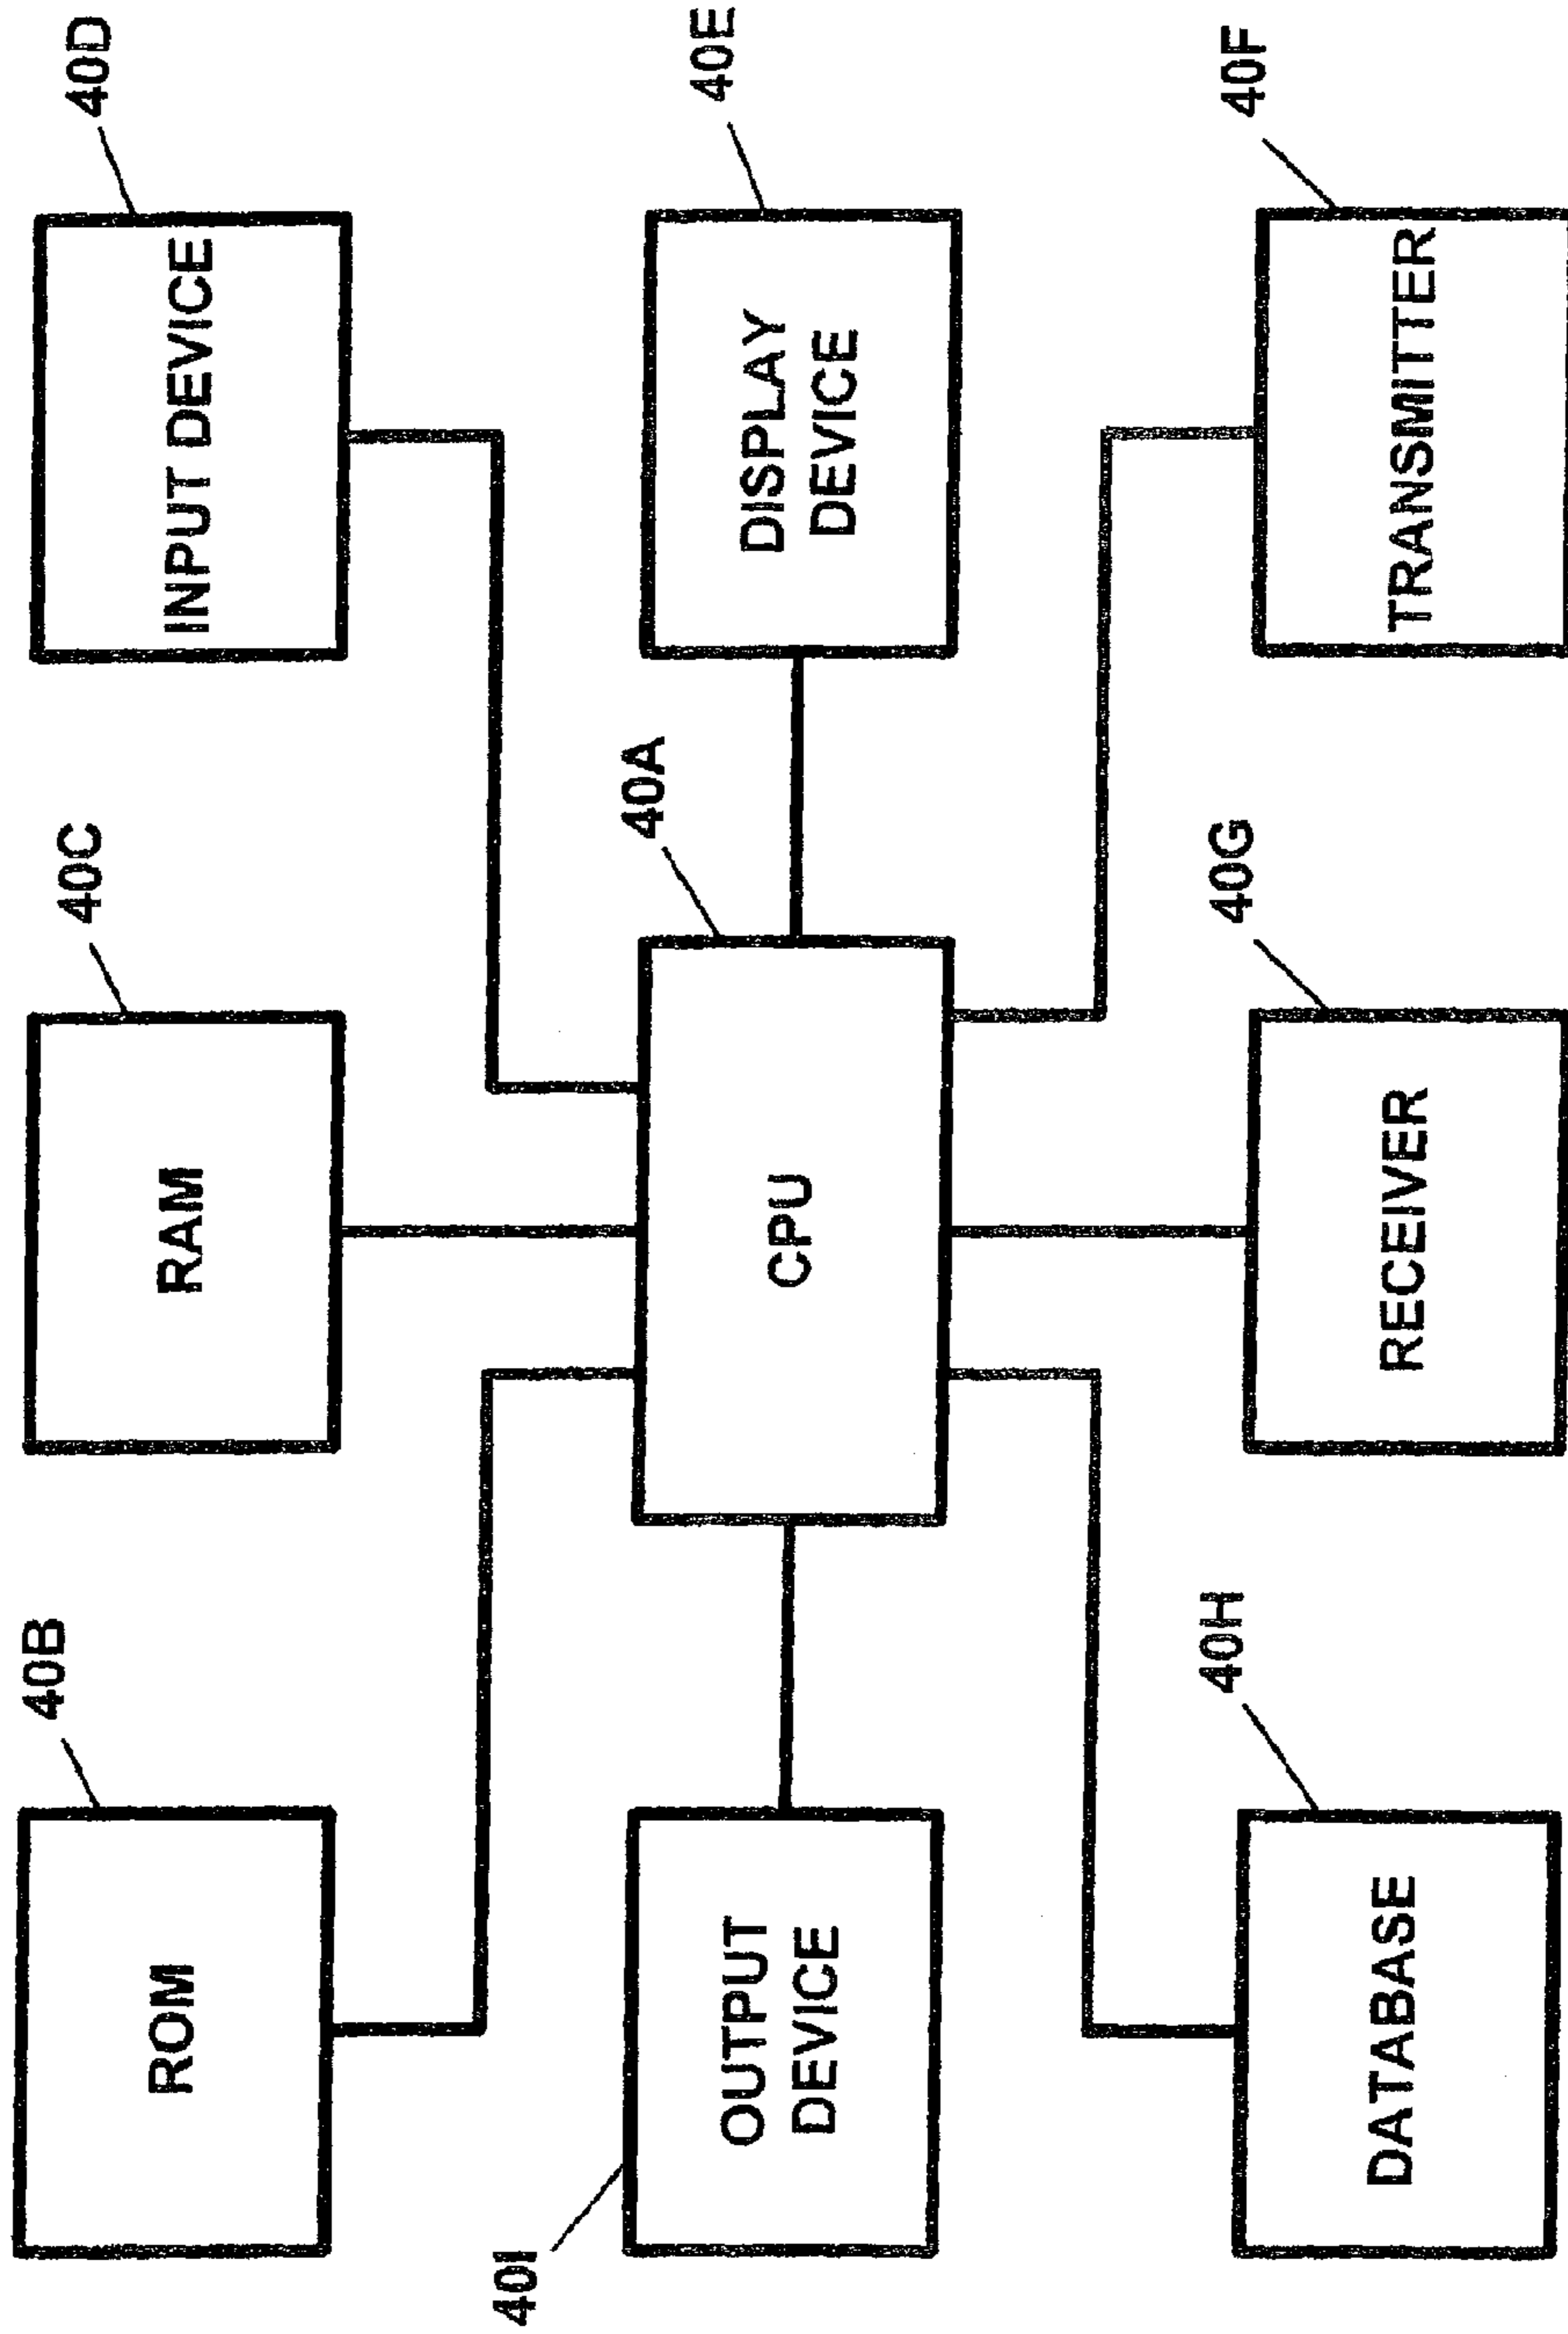 40B
40C
40D
ROM
RAM
INPUT DEVICE
40I
40A
40E
OUTPUT
DEVICE
CPU
DISPLAY
DEVICE
40H
40G
40F
DATABASE
RECEIVER
TRANSMITTER